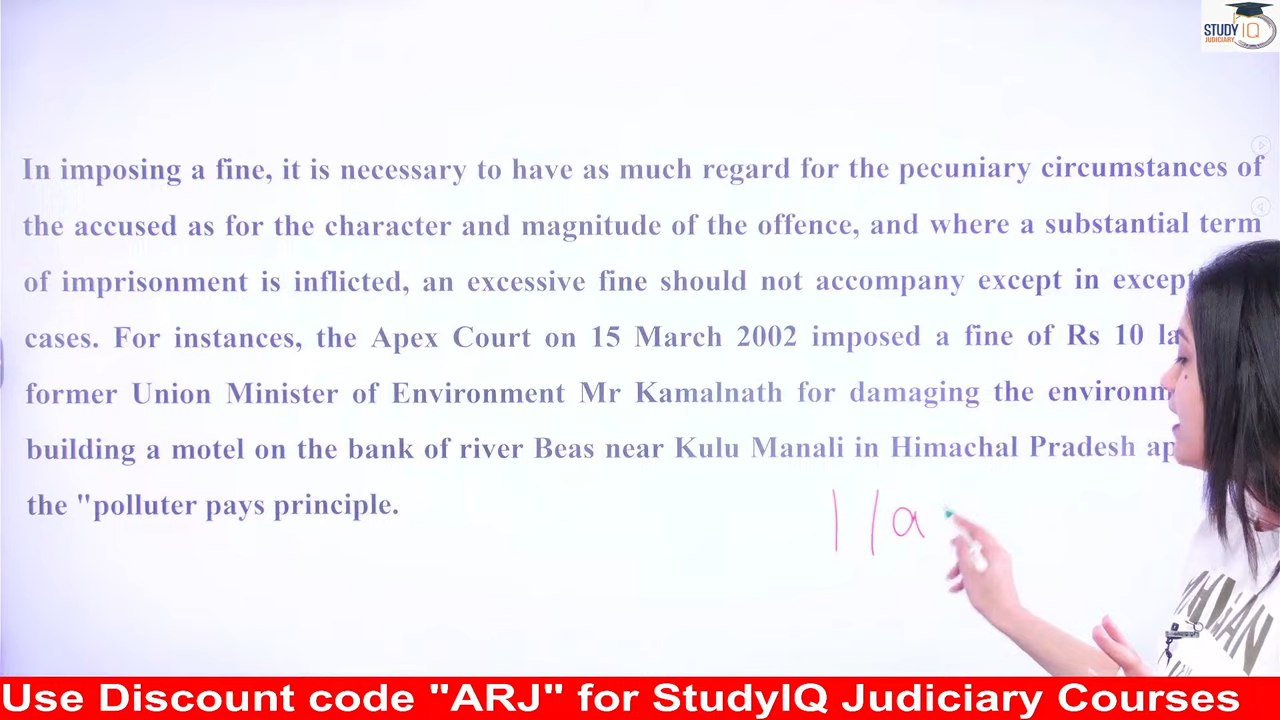 STUDY IQ
JUDICIARY
In imposing a fine, it is necessary to have as much regard for the pecuniary circumstances of
the accused as for the character and magnitude of the offence, and where a substantial term
of imprisonment is inflicted, an excessive fine should not accompany except in
cases. For instances, the Apex Court on 15 March 2002 imposed a fine of Rs 10
former Union Minister of Environment Mr Kamalnath for damaging the
building a motel on the bank of river Beas near Kulu Manali in Himachal Pradesh
the "polluter pays principle.
1 la
Use Discount code "ARJ" for StudyIQ Judiciary Courses